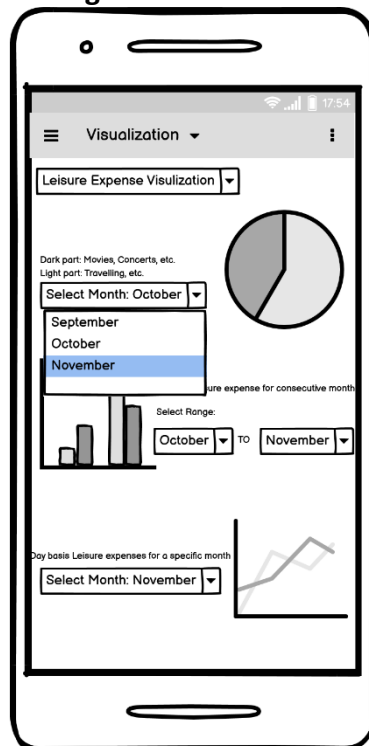 17:54
Visualization
Leisure Expense Visulization
Dark part: Movies, Concerts, etc.
Light part: Travelling, etc.
Select Month: October
September
October
November
ure expense for consecutive month
Select Range:
October TO November
Day basis Leisure expenses for a specific month
Select Month: November